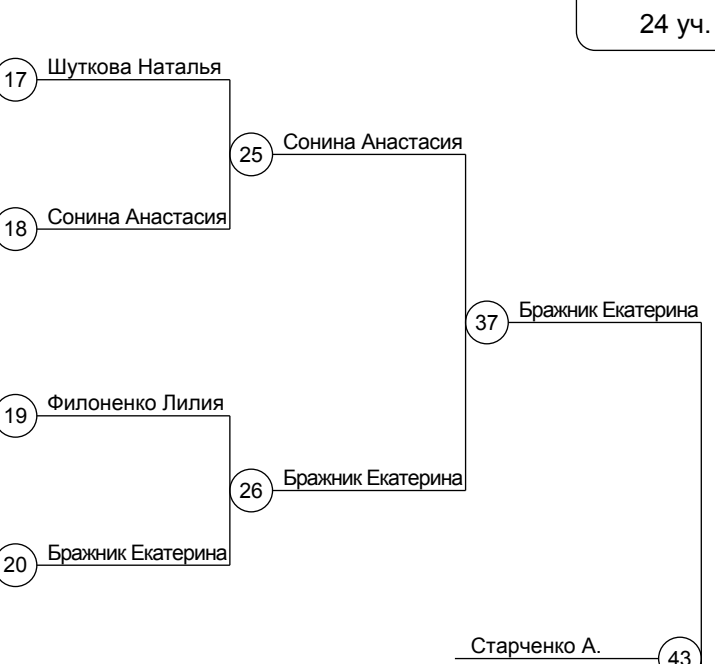 24 уч.
17 Шуткова Наталья
25 Сонина Анастасия
18 Сонина Анастасия
37 Бражник Екатерина
19 Филоненко Лилия
26 Бражник Екатерина
20 Бражник Екатерина
Старченко А. 43